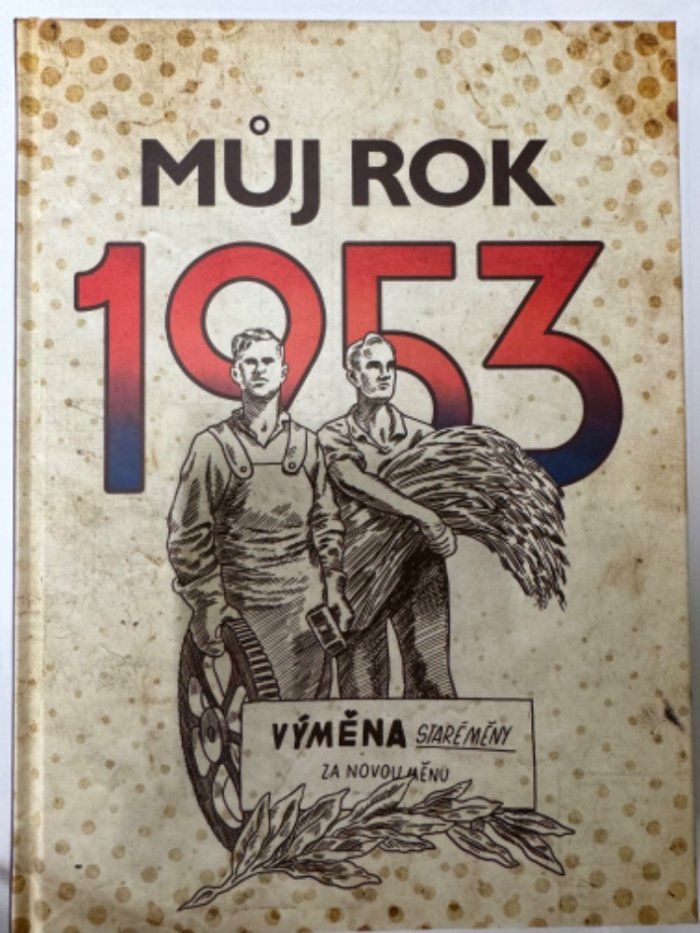 MŮJ ROK
1953
VÝMĚNA STARÉ MĚNY
ZA NOVOU MĚNU